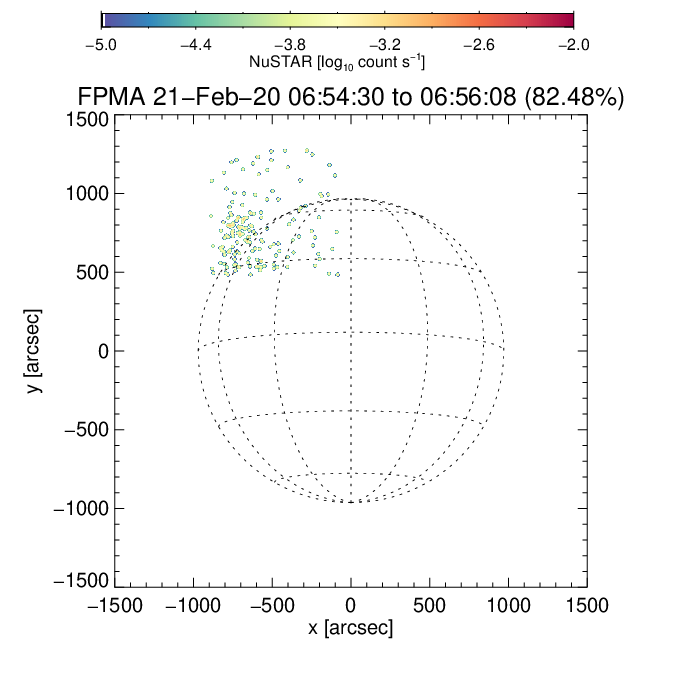 −5.0 −4.4 −3.8 −3.2 −2.6 −2.0
NuSTAR [log10 count s−1]
FPMA 21−Feb−20 06:54:30 to 06:56:08 (82.48%)
1500
1000
500
0
−500
−1000
−1500
y [arcsec]
−1500 −1000 −500 0 500 1000 1500
x [arcsec]